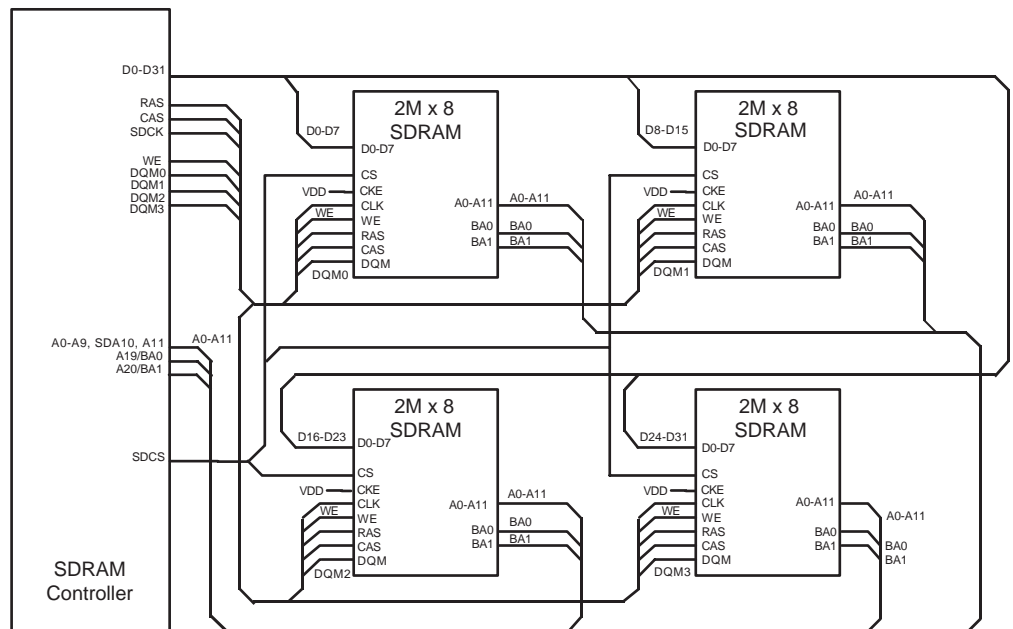 D0-D31
RAS
CAS
SDCK
WE
DQM0
DQM1
DQM2
DQM3
A0-A9, SDA10, A11
A19/BA0
A20/BA1
A0-A11
SDCS
SDRAM
Controller
D0-D7
2M x 8
SDRAM
D0-D7
CS
VDD
CKE
CLK
WE
WE
RAS
CAS
DQM
DQM0
A0-A11
A0-A11
BA0
BA0
BA1
BA1
D8-D15
2M x 8
SDRAM
D0-D7
CS
VDD
CKE
CLK
WE
WE
RAS
CAS
DQM
DQM1
A0-A11
A0-A11
BA0
BA0
BA1
BA1
D16-D23
2M x 8
SDRAM
D0-D7
CS
VDD
CKE
CLK
WE
WE
RAS
CAS
DQM
DQM2
A0-A11
A0-A11
BA0
BA0
BA1
BA1
D24-D31
2M x 8
SDRAM
D0-D7
CS
VDD
CKE
CLK
WE
WE
RAS
CAS
DQM
DQM3
A0-A11
A0-A11
BA0
BA0
BA1
BA1